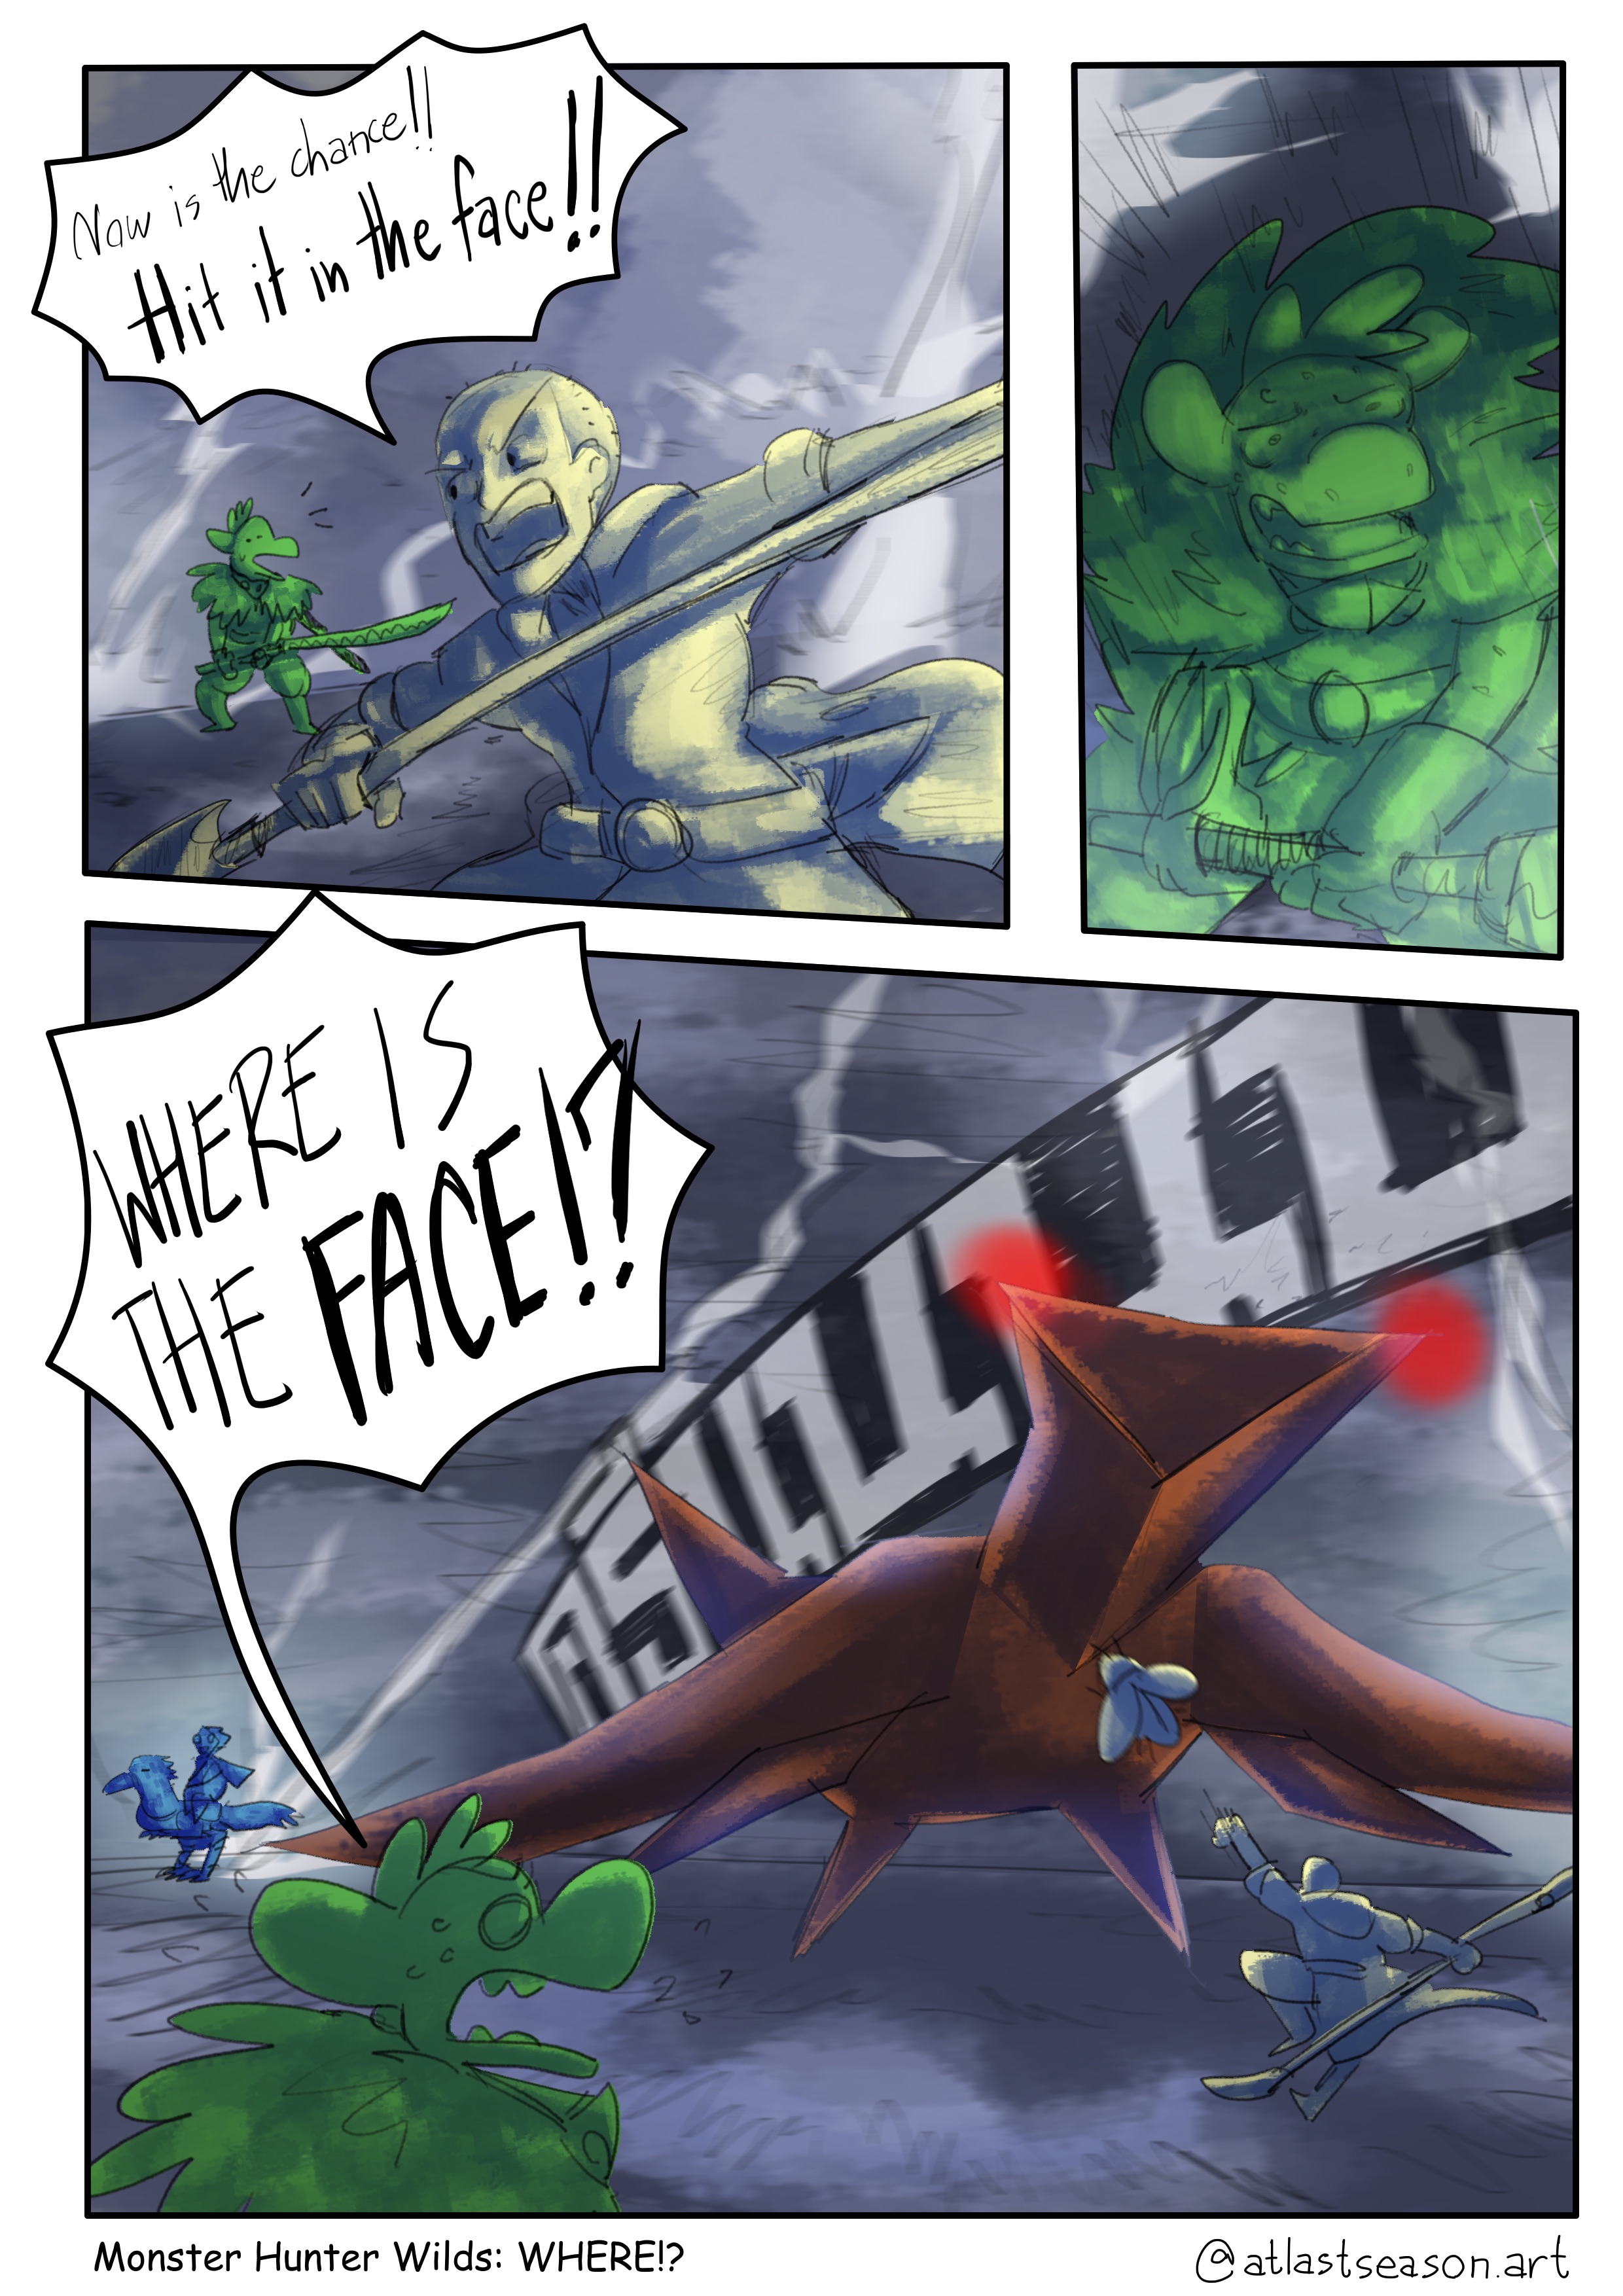 Now is the chance!!
Hit it in the face!!
WHERE IS
THE FACE!?
Monster Hunter Wilds: WHERE!?
@atlastseason.art